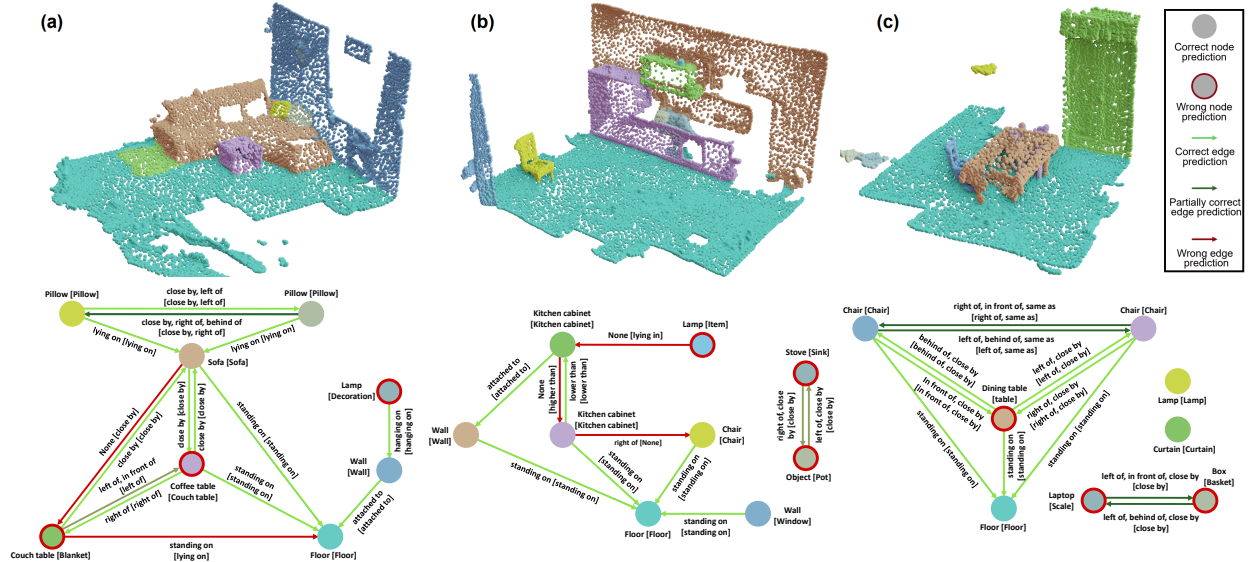 (a)
(b)
(c)
Correct node
prediction
Wrong node
prediction
Correct edge
prediction
Partially correct
edge prediction
Wrong edge
prediction
Pillow [Pillow]
close by, left of
[close by, left of]
Pillow [Pillow]
close by, right of, behind of
[close by, right of]
lying on [lying on]
lying on [lying on]
Sofa [Sofa]
None [close by]
close by [close by]
close by [close by]
close by [close by]
standing on [standing on]
left of, in front of
[left of]
right of [right of]
Coffee table
[Couch table]
standing on
[standing on]
Couch table [Blanket]
standing on
[lying on]
Floor [Floor]
Lamp
[Decoration]
hanging on
[hanging on]
Wall
[Wall]
attached to
[attached to]
Kitchen cabinet
[Kitchen cabinet]
None [lying in]
Lamp [Item]
attached to
[attached to]
None
[higher than]
lower than
[lower than]
Wall
[Wall]
Kitchen cabinet
[Kitchen cabinet]
right of [None]
Chair
[Chair]
standing on [standing on]
standing on
[standing on]
standing on
[standing on]
Floor [Floor]
standing on
[standing on]
Wall
[Window]
Stove [Sink]
right of, close
by [close by]
left of, close by
[close by]
Object [Pot]
Chair [Chair]
right of, in front of, same as
[right of, same as]
Chair [Chair]
left of, behind of, same as
[left of, same as]
behind of, close by
[behind of, close by]
in front of, close by
[in front of, close by]
left of, close by
[left of, close by]
right of, close by
[right of, close by]
Dining table
[table]
standing on [standing on]
standing on
[standing on]
standing on [standing on]
Floor [Floor]
Lamp [Lamp]
Curtain [Curtain]
Laptop
[Scale]
left of, in front of, close by
[close by]
Box
[Basket]
left of, behind of, close by
[close by]